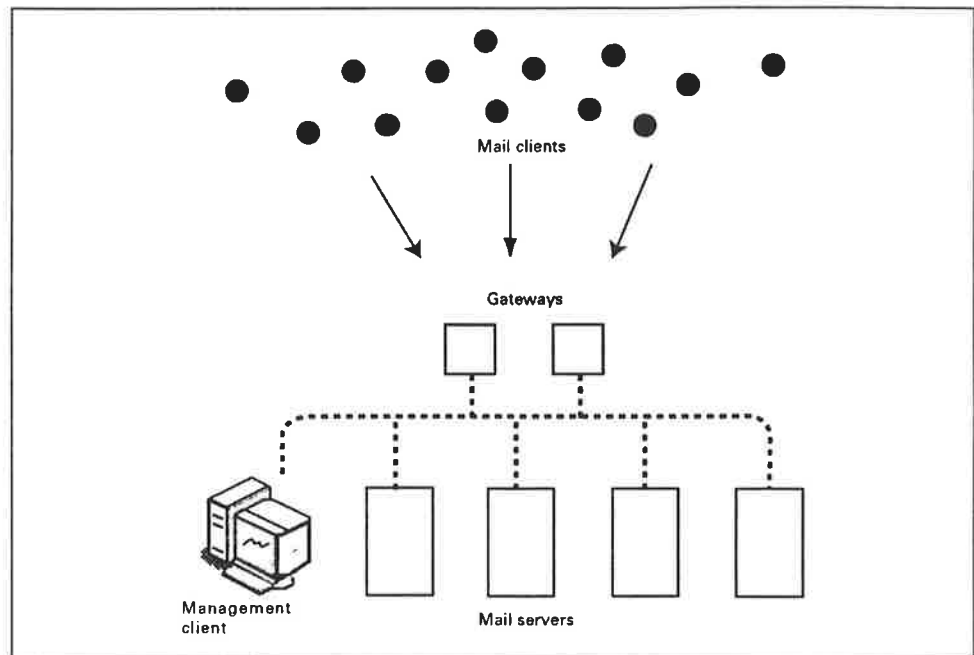 Mail clients
Gateways
Management
client
Mail servers